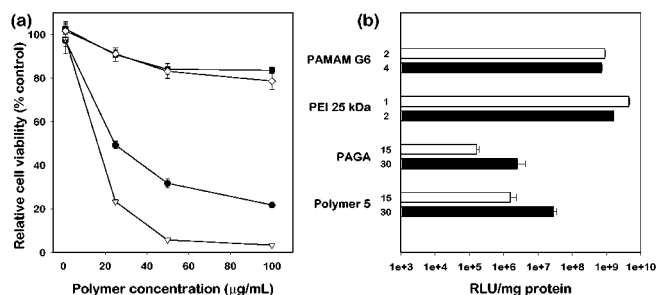 (a)
Relative cell viability (% control)
100
80
60
40
20
0
0 20 40 60 80 100
Polymer concentration (μg/mL)
(b)
PAMAM G6
2
4
PEI 25 kDa
1
2
PAGA
15
30
Polymer 5
15
30
1e+3 1e+4 1e+5 1e+6 1e+7 1e+8 1e+9 1e+10
RLU/mg protein